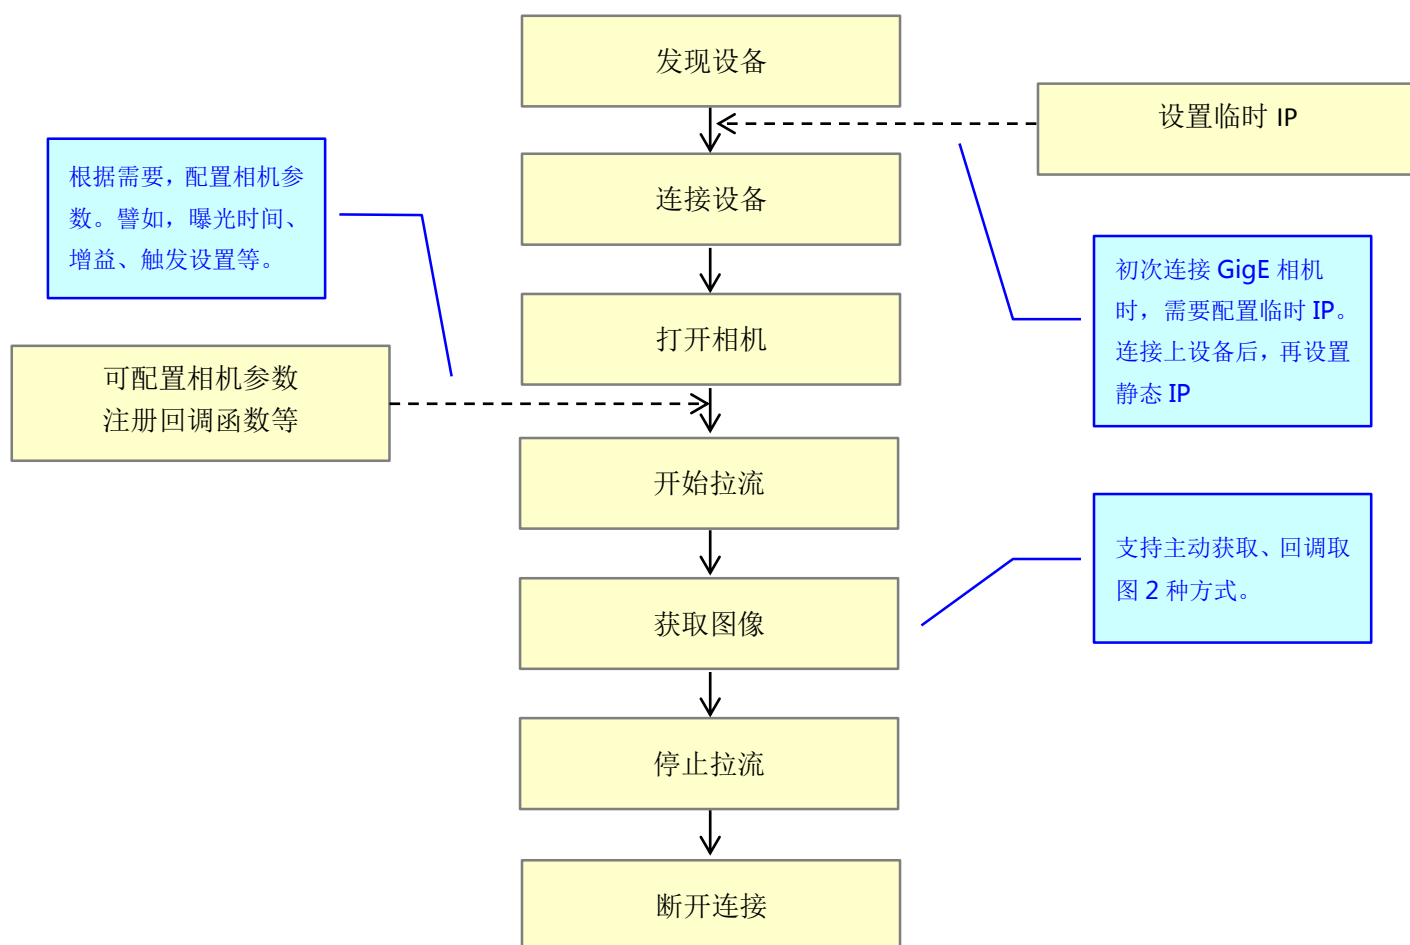 发现设备
设置临时 IP
根据需要，配置相机参
数。譬如，曝光时间、
增益、触发设置等。
连接设备
初次连接 GigE 相机
时，需要配置临时 IP。
连接上设备后，再设置
静态 IP
打开相机
可配置相机参数
注册回调函数等
开始拉流
支持主动获取、回调取
图 2 种方式。
获取图像
停止拉流
断开连接